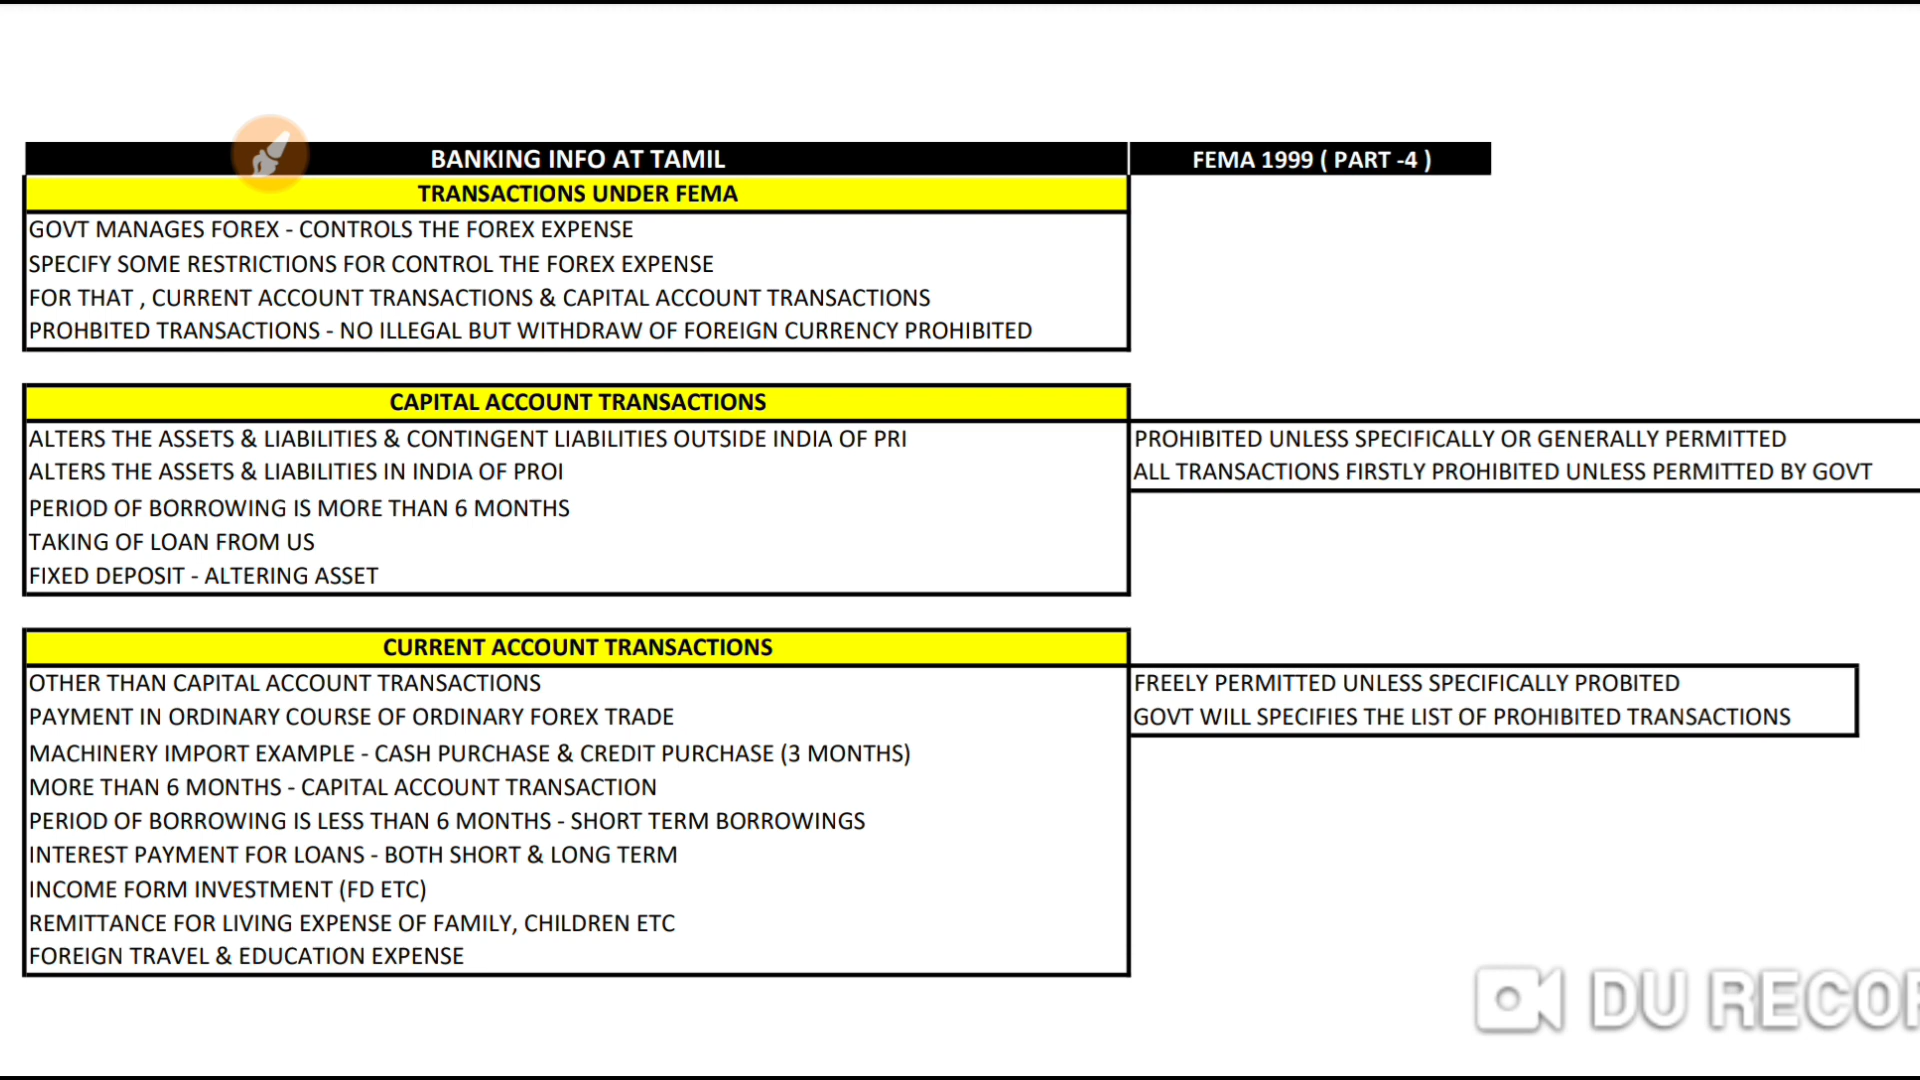 BANKING INFO AT TAMIL
FEMA 1999 ( PART -4 )
TRANSACTIONS UNDER FEMA
GOVT MANAGES FOREX - CONTROLS THE FOREX EXPENSE
SPECIFY SOME RESTRICTIONS FOR CONTROL THE FOREX EXPENSE
FOR THAT , CURRENT ACCOUNT TRANSACTIONS & CAPITAL ACCOUNT TRANSACTIONS
PROHBITED TRANSACTIONS - NO ILLEGAL BUT WITHDRAW OF FOREIGN CURRENCY PROHIBITED
CAPITAL ACCOUNT TRANSACTIONS
ALTERS THE ASSETS & LIABILITIES & CONTINGENT LIABILITIES OUTSIDE INDIA OF PRI
ALTERS THE ASSETS & LIABILITIES IN INDIA OF PROI
PERIOD OF BORROWING IS MORE THAN 6 MONTHS
TAKING OF LOAN FROM US
FIXED DEPOSIT - ALTERING ASSET
PROHIBITED UNLESS SPECIFICALLY OR GENERALLY PERMITTED
ALL TRANSACTIONS FIRSTLY PROHIBITED UNLESS PERMITTED BY GOVT
CURRENT ACCOUNT TRANSACTIONS
OTHER THAN CAPITAL ACCOUNT TRANSACTIONS
PAYMENT IN ORDINARY COURSE OF ORDINARY FOREX TRADE
MACHINERY IMPORT EXAMPLE - CASH PURCHASE & CREDIT PURCHASE (3 MONTHS)
MORE THAN 6 MONTHS - CAPITAL ACCOUNT TRANSACTION
PERIOD OF BORROWING IS LESS THAN 6 MONTHS - SHORT TERM BORROWINGS
INTEREST PAYMENT FOR LOANS - BOTH SHORT & LONG TERM
INCOME FORM INVESTMENT (FD ETC)
REMITTANCE FOR LIVING EXPENSE OF FAMILY, CHILDREN ETC
FOREIGN TRAVEL & EDUCATION EXPENSE
FREELY PERMITTED UNLESS SPECIFICALLY PROBITED
GOVT WILL SPECIFIES THE LIST OF PROHIBITED TRANSACTIONS
DU RECOR